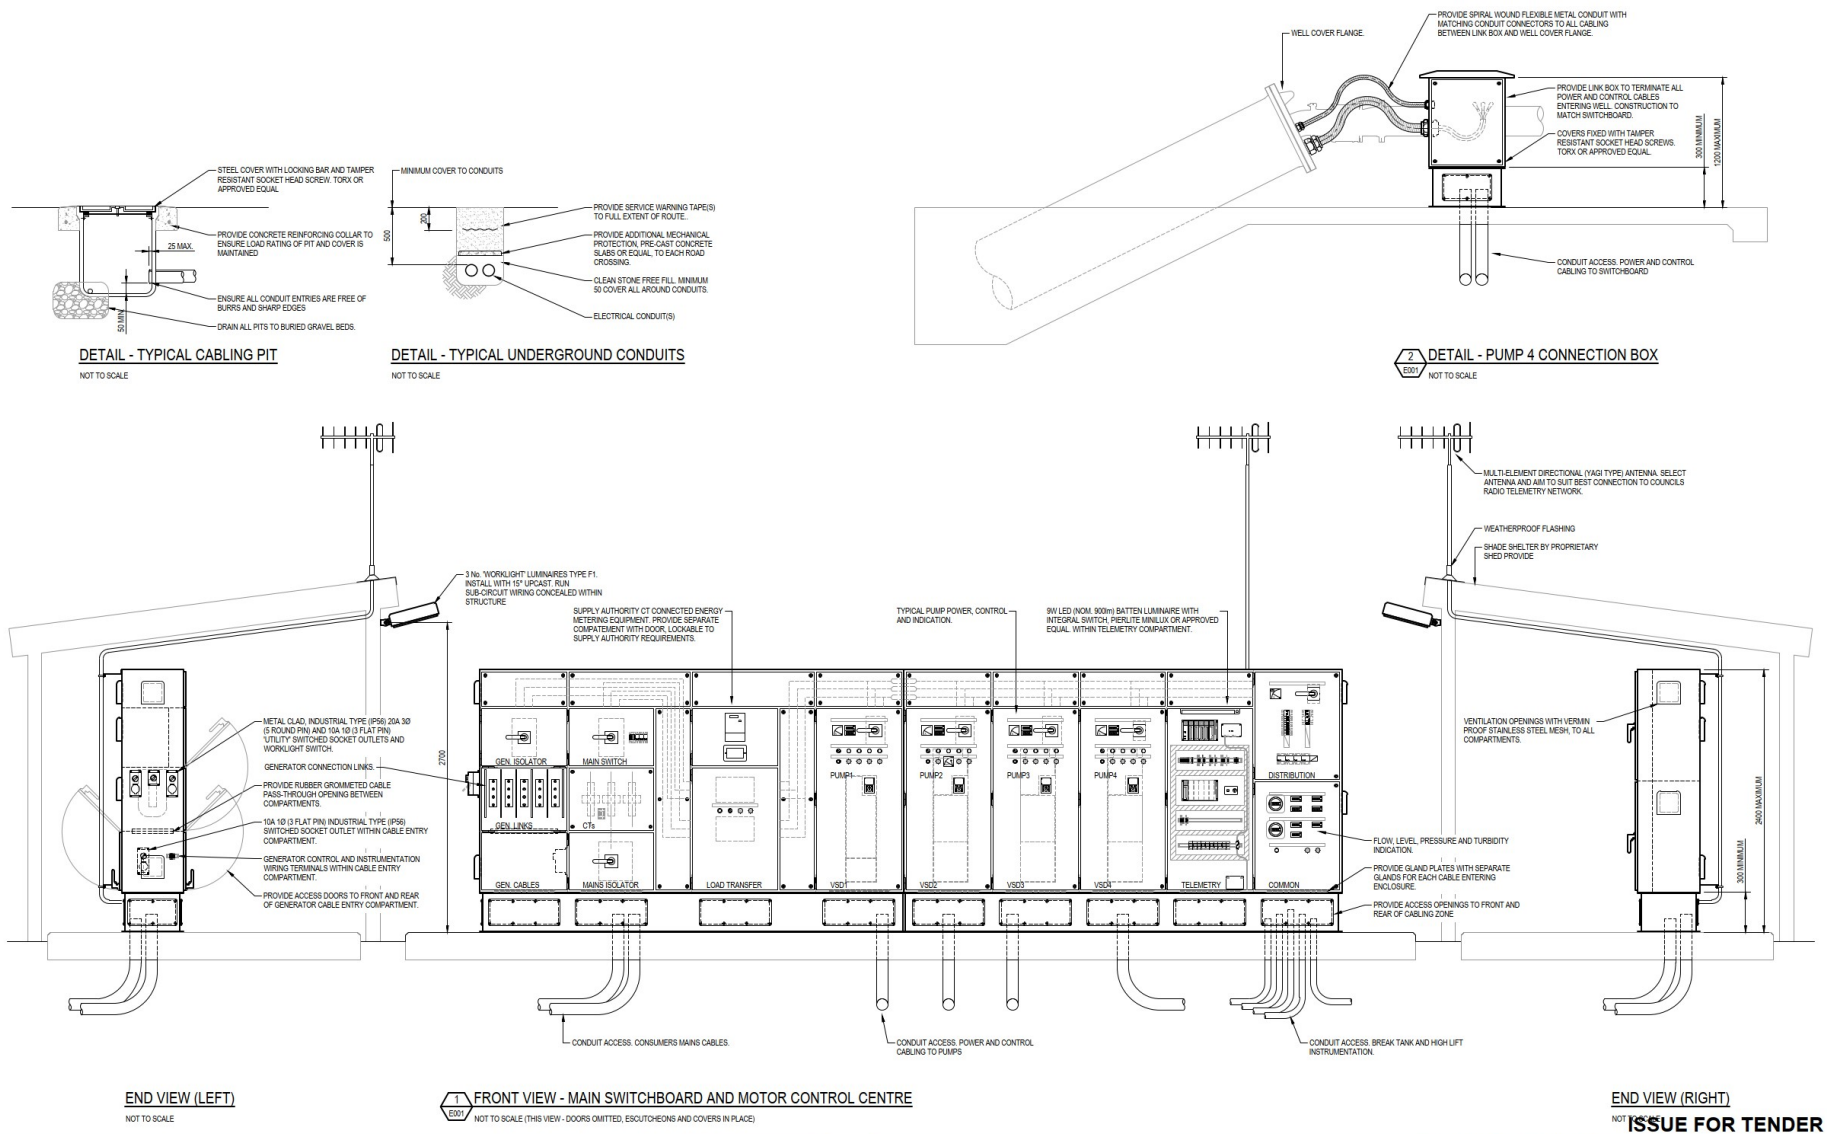 PROVIDE SPIRAL WOUND FLEXIBLE METAL CONDUIT WITH
MATCHING CONDUIT CONNECTORS TO ALL CABLING
BETWEEN LINK BOX AND WELL COVER FLANGE.
WELL COVER FLANGE.
PROVIDE LINK BOX TO TERMINATE ALL
POWER AND CONTROL CABLES
ENTERING WELL. CONSTRUCTION TO
MATCH SWITCHBOARD.
COVERS FIXED WITH TAMPER
RESISTANT SOCKET HEAD SCREWS.
TORX OR APPROVED EQUAL.
300 MINIMUM
1200 MAXIMUM
CONDUIT ACCESS. POWER AND CONTROL
CABLING TO SWITCHBOARD
2
E001
DETAIL - PUMP 4 CONNECTION BOX
NOT TO SCALE
STEEL COVER WITH LOCKING BAR AND TAMPER
RESISTANT SOCKET HEAD SCREW. TORX OR
APPROVED EQUAL
PROVIDE CONCRETE REINFORCING COLLAR TO
ENSURE LOAD RATING OF PIT AND COVER IS
MAINTAINED
25 MAX.
ENSURE ALL CONDUIT ENTRIES ARE FREE OF
BURRS AND SHARP EDGES
50 MIN
DRAIN ALL PITS TO BURIED GRAVEL BEDS.
DETAIL - TYPICAL CABLING PIT
NOT TO SCALE
MINIMUM COVER TO CONDUITS
200
500
PROVIDE SERVICE WARNING TAPE(S)
TO FULL EXTENT OF ROUTE..
PROVIDE ADDITIONAL MECHANICAL
PROTECTION, PRE-CAST CONCRETE
SLABS OR EQUAL, TO EACH ROAD
CROSSING.
CLEAN STONE FREE FILL. MINIMUM
50 COVER ALL AROUND CONDUITS.
ELECTRICAL CONDUIT(S)
DETAIL - TYPICAL UNDERGROUND CONDUITS
NOT TO SCALE
MULTI-ELEMENT DIRECTIONAL (YAGI TYPE) ANTENNA. SELECT
ANTENNA AND AIM TO SUIT BEST CONNECTION TO COUNCILS
RADIO TELEMETRY NETWORK.
WEATHERPROOF FLASHING
SHADE SHELTER BY PROPRIETARY
SHED PROVIDE
3 No. 'WORKLIGHT' LUMINAIRES TYPE F1.
INSTALL WITH 15° UPCAST. RUN
SUB-CIRCUIT WIRING CONCEALED WITHIN
STRUCTURE
SUPPLY AUTHORITY CT CONNECTED ENERGY
METERING EQUIPMENT. PROVIDE SEPARATE
COMPATEMENT WITH DOOR, LOCKABLE TO
SUPPLY AUTHORITY REQUIREMENTS.
TYPICAL PUMP POWER, CONTROL
AND INDICATION.
9W LED (NOM. 900lm) BATTEN LUMINAIRE WITH
INTEGRAL SWITCH, PIERLITE MINILUX OR APPROVED
EQUAL. WITHIN TELEMETRY COMPARTMENT.
METAL CLAD, INDUSTRIAL TYPE (IP56) 20A 3Ø
(5 ROUND PIN) AND 10A 1Ø (3 FLAT PIN)
'UTILITY' SWITCHED SOCKET OUTLETS AND
WORKLIGHT SWITCH.
GENERATOR CONNECTION LINKS.
PROVIDE RUBBER GROMMETED CABLE
PASS-THROUGH OPENING BETWEEN
COMPARTMENTS.
10A 1Ø (3 FLAT PIN) INDUSTRIAL TYPE (IP56)
SWITCHED SOCKET OUTLET WITHIN CABLE ENTRY
COMPARTMENT.
GENERATOR CONTROL AND INSTRUMENTATION
WIRING TERMINALS WITHIN CABLE ENTRY
COMPARTMENT.
PROVIDE ACCESS DOORS TO FRONT AND REAR
OF GENERATOR CABLE ENTRY COMPARTMENT.
2700
GEN. ISOLATOR
MAIN SWITCH
PUMP1
PUMP2
PUMP3
PUMP4
DISTRIBUTION
GEN. LINKS
CTs
GEN. CABLES
MAINS ISOLATOR
LOAD TRANSFER
VSD1
VSD2
VSD3
VSD4
TELEMETRY
COMMON
VENTILATION OPENINGS WITH VERMIN
PROOF STAINLESS STEEL MESH, TO ALL
COMPARTMENTS.
FLOW, LEVEL, PRESSURE AND TURBIDITY
INDICATION.
PROVIDE GLAND PLATES WITH SEPARATE
GLANDS FOR EACH CABLE ENTERING
ENCLOSURE.
PROVIDE ACCESS OPENINGS TO FRONT AND
REAR OF CABLING ZONE
300 MINIMUM
2400 MAXIMUM
CONDUIT ACCESS. CONSUMERS MAINS CABLES.
CONDUIT ACCESS. POWER AND CONTROL
CABLING TO PUMPS
CONDUIT ACCESS. BREAK TANK AND HIGH LIFT
INSTRUMENTATION.
END VIEW (LEFT)
NOT TO SCALE
1
E001
FRONT VIEW - MAIN SWITCHBOARD AND MOTOR CONTROL CENTRE
NOT TO SCALE (THIS VIEW - DOORS OMITTED, ESCUTCHEONS AND COVERS IN PLACE)
END VIEW (RIGHT)
NOT TO SCALE
ISSUE FOR TENDER